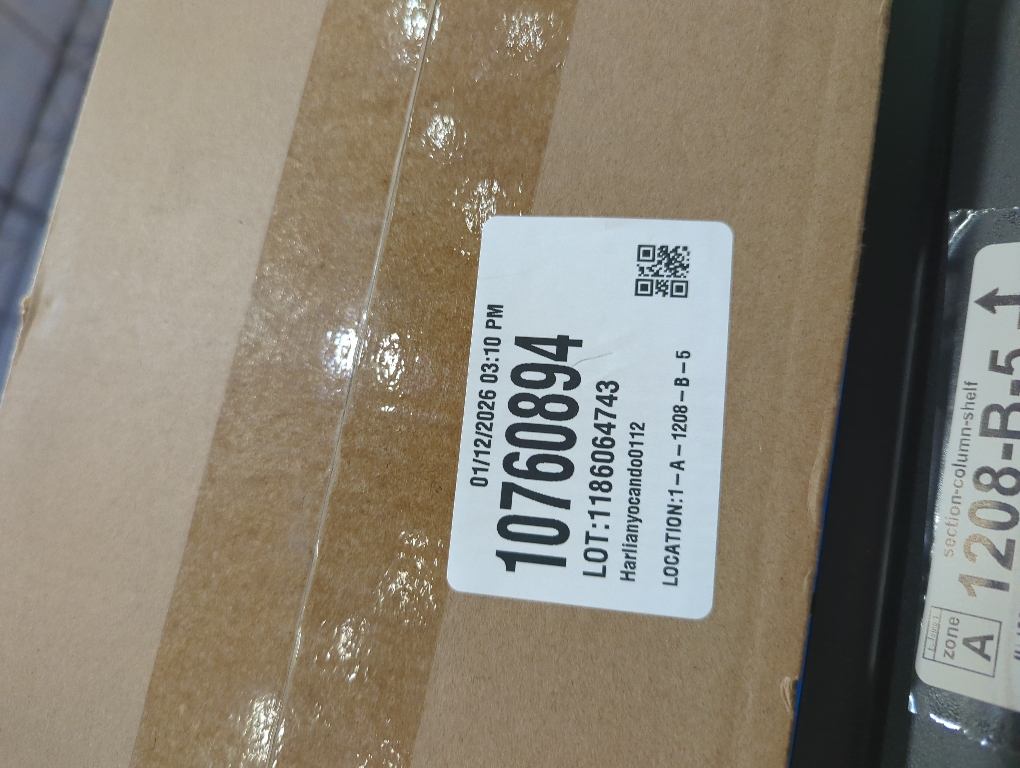 01/12/2026 03:10 PM
10760894
LOT:1186064743
Harlianyocando0112
LOCATION:1-A-1208-B-5
section-column-shelf
zone
A
1208-B-5